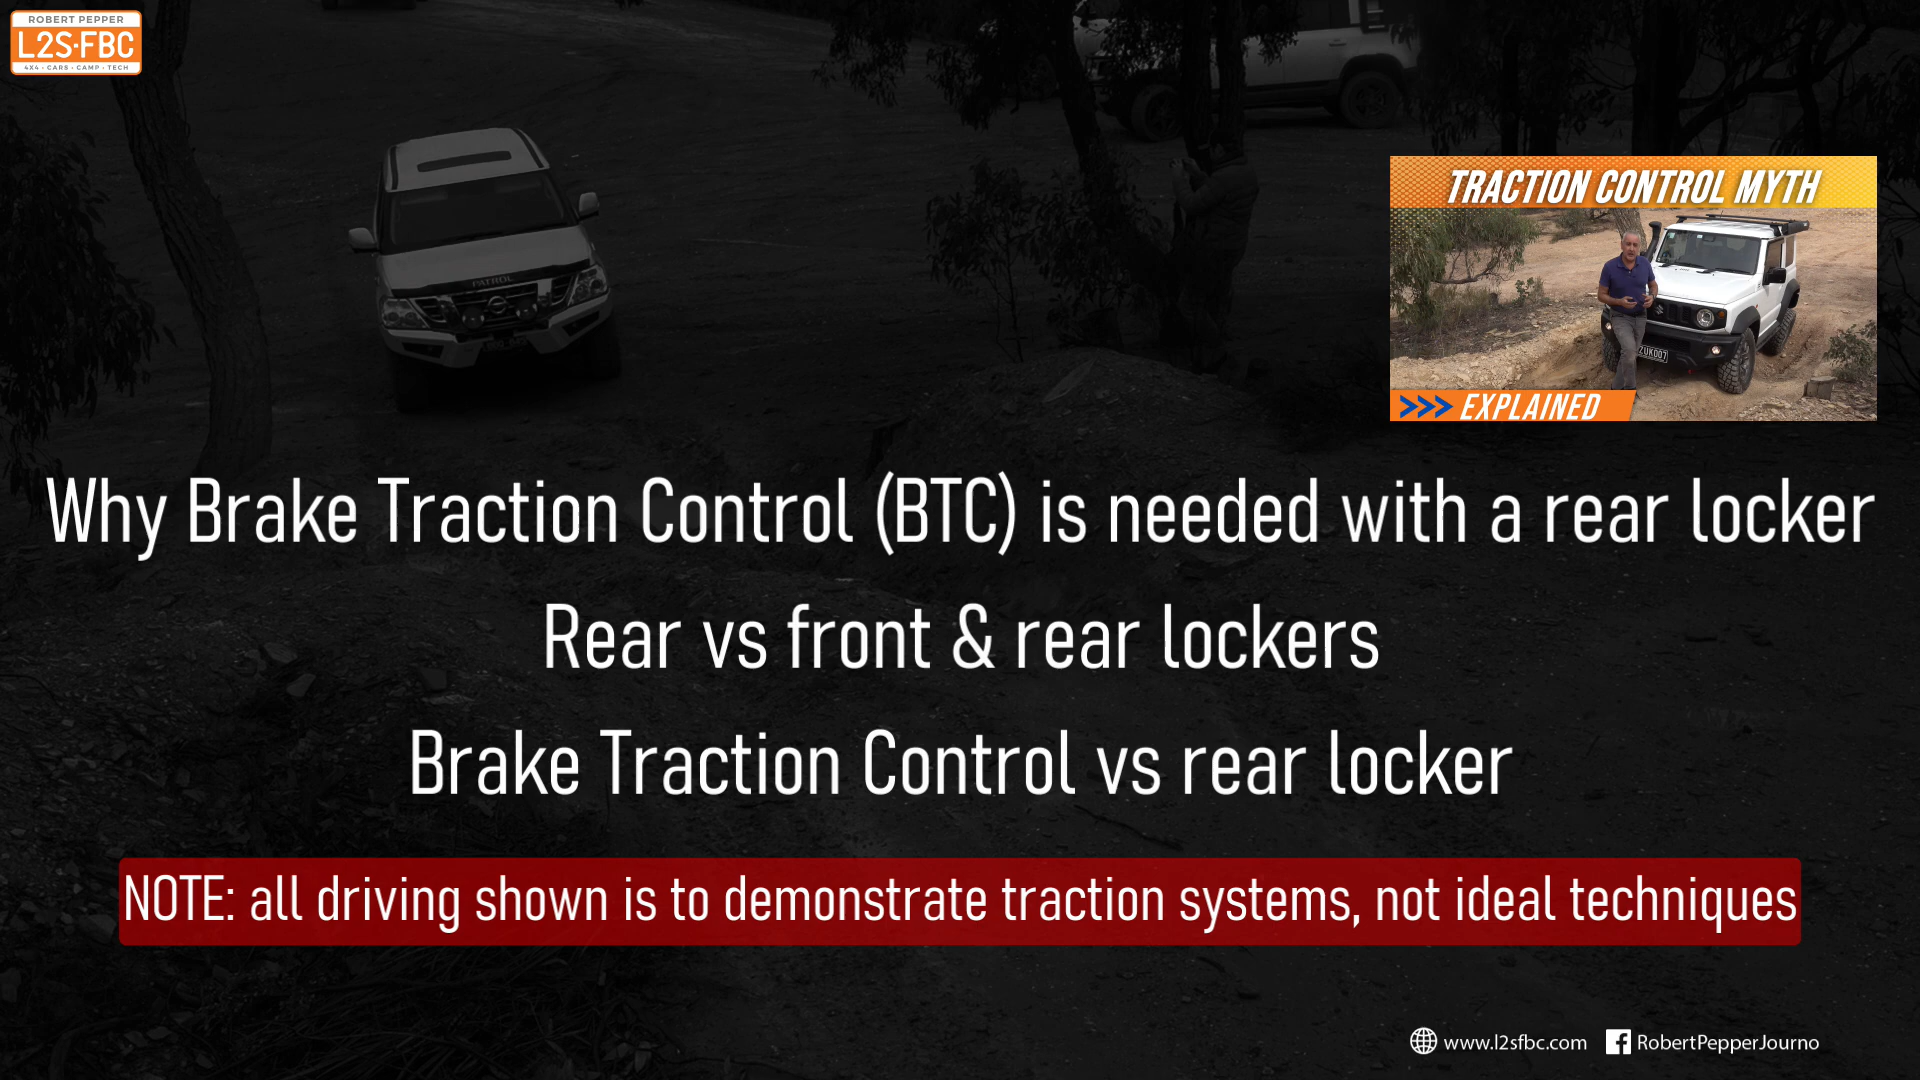 ROBERT PEPPER
L2S·FBC
4X4 · CARS · CAMP · TECH
PATROL
TRACTION CONTROL MYTH
ZUK007
>>> EXPLAINED
Why Brake Traction Control (BTC) is needed with a rear locker
Rear vs front & rear lockers
Brake Traction Control vs rear locker
NOTE: all driving shown is to demonstrate traction systems, not ideal techniques
www.l2sfbc.com
RobertPepperJourno